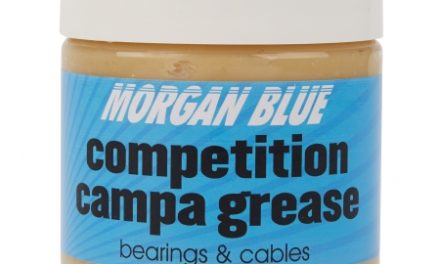 MORGAN BLUE
competition
campa grease
bearings & cables